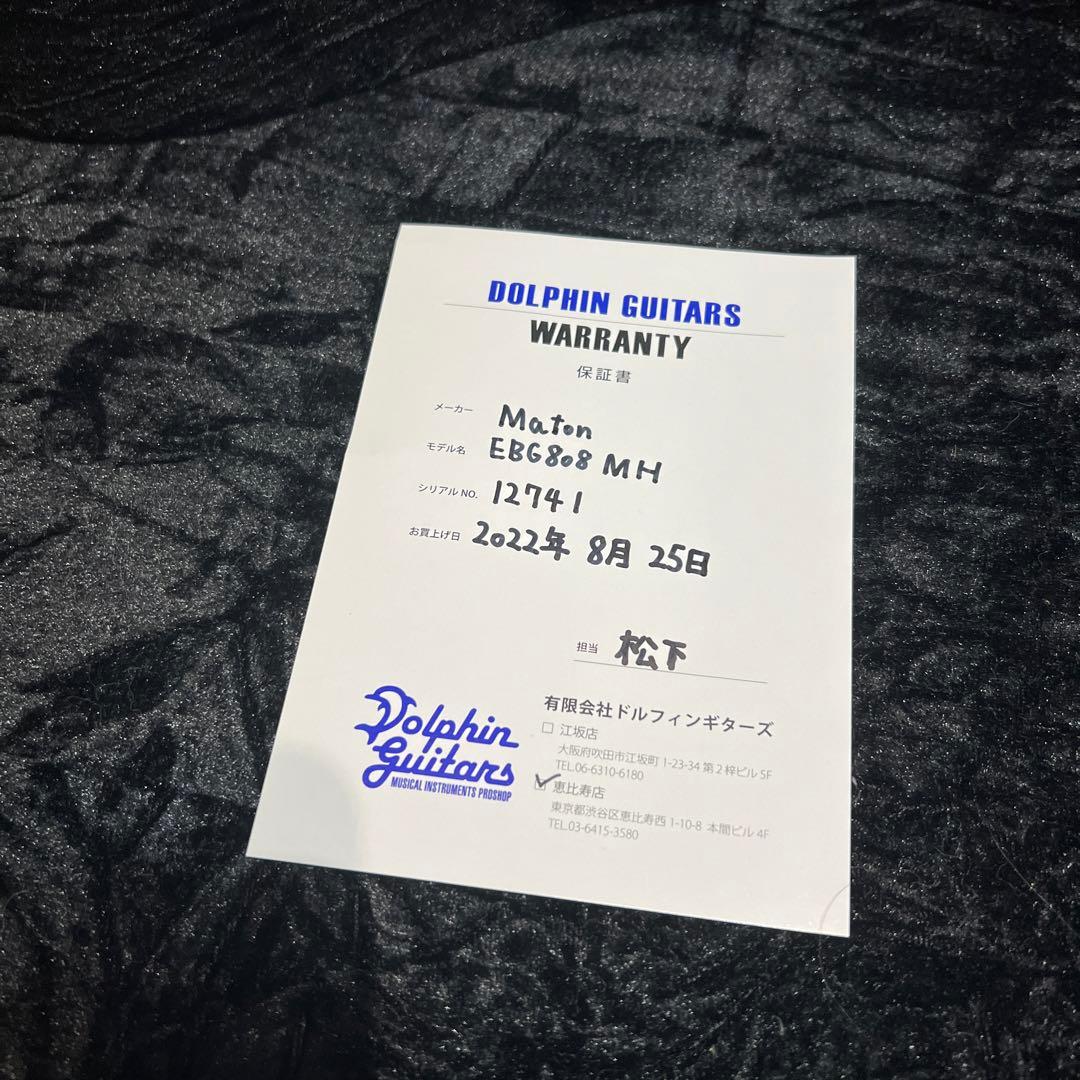 DOLPHIN GUITARS
WARRANTY
保証書
メーカー Maton
モデル名 EBG808 MH
シリアル NO. 12741
お買上げ日 2022年 8月 25日
担当 松下
Dolphin
Guitars
MUSICAL INSTRUMENTS PROSHOP
有限会社ドルフィンギターズ
□ 江坂店
大阪府吹田市江坂町 1-23-34 第2梓ビル 5F
TEL.06-6310-6180
☑ 恵比寿店
東京都渋谷区恵比寿西 1-10-8 本間ビル 4F
TEL.03-6415-3580